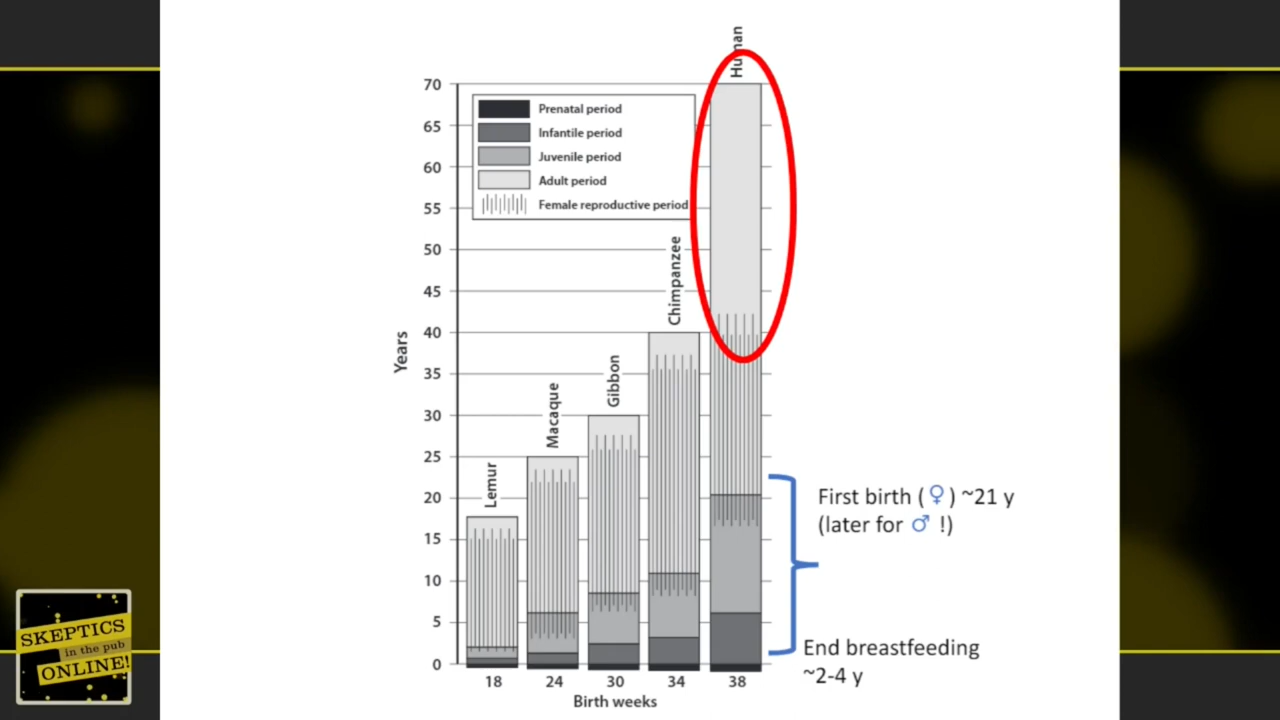 Human
70
65
60
55
50
45
40
35
30
25
20
15
10
5
0
Years
Prenatal period
Infantile period
Juvenile period
Adult period
Female reproductive period
Lemur
Macaque
Gibbon
Chimpanzee
18 24 30 34 38
Birth weeks
First birth (♀) ~21 y
(later for ♂ !)
End breastfeeding
~2-4 y
SKEPTICS
in the pub
ONLINE!